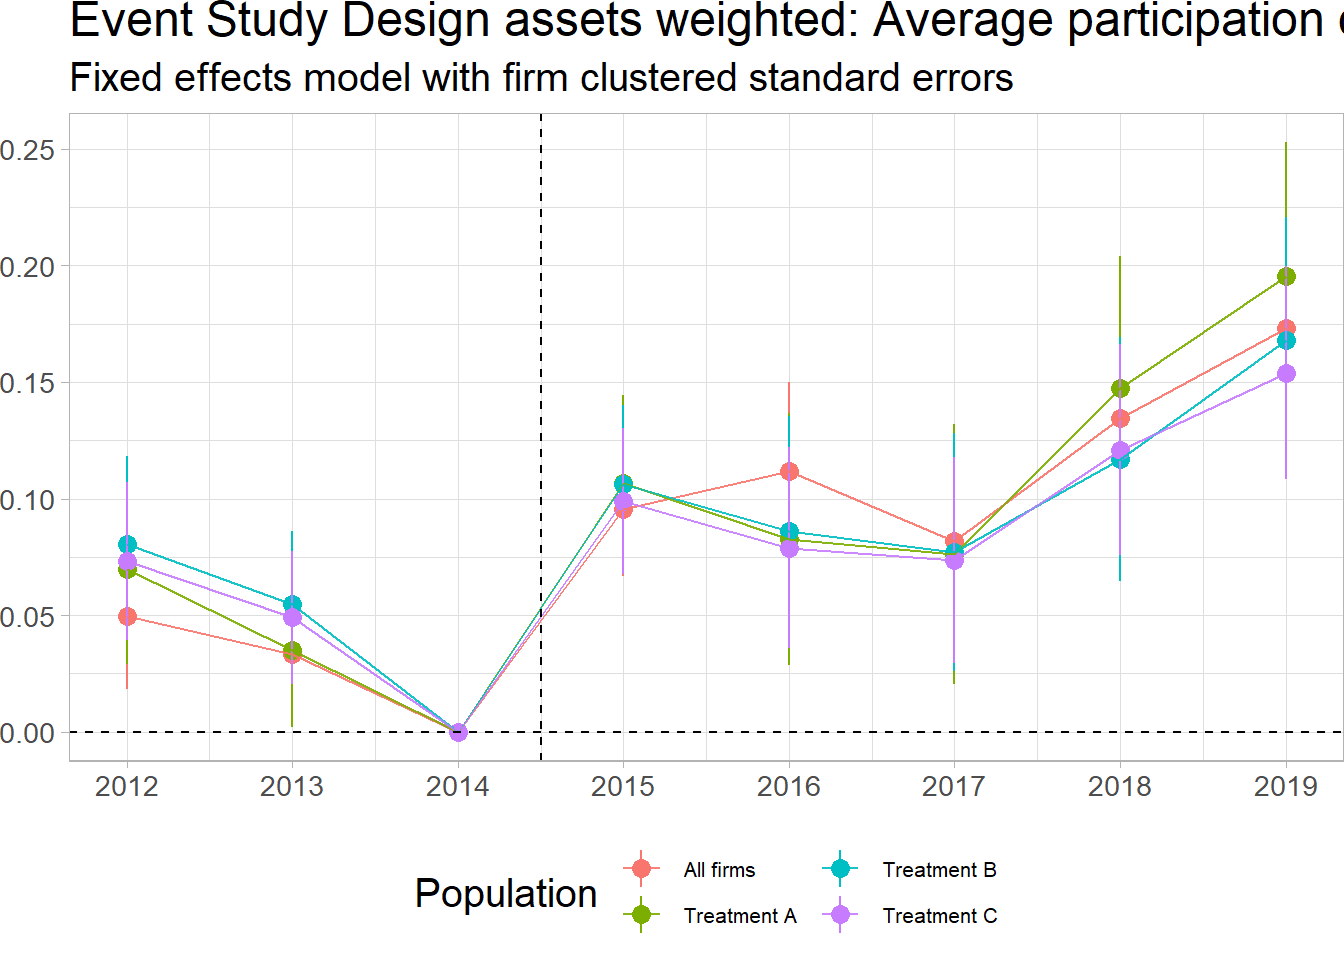 Event Study Design assets weighted: Average participation
Fixed effects model with firm clustered standard errors
0.25
0.20
0.15
0.10
0.05
0.00
2012 2013 2014 2015 2016 2017 2018 2019
Population
All firms
Treatment B
Treatment A
Treatment C